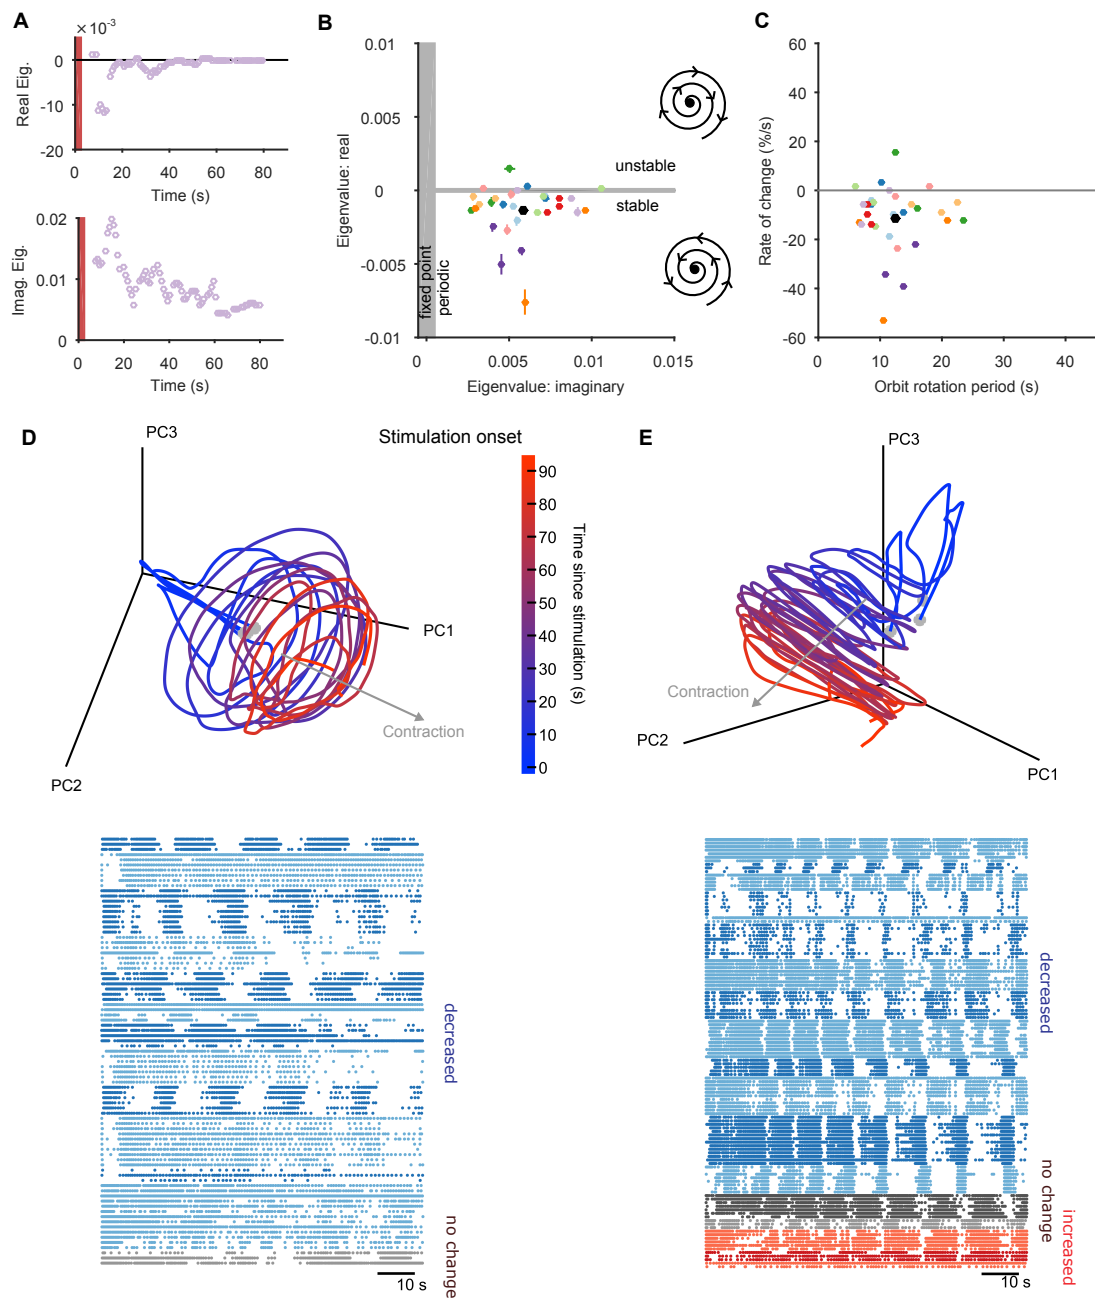 A
×10⁻³
0
-10
-20
Real Eig.
0 20 40 60 80
Time (s)
0.02
0.01
0
Imag. Eig.
0 20 40 60 80
Time (s)
B
0.01
0.005
0
-0.005
-0.01
Eigenvalue: real
unstable
stable
fixed point
periodic
0 0.005 0.01 0.015
Eigenvalue: imaginary
C
60
40
20
0
-20
-40
-60
Rate of change (%/s)
0 10 20 30 40
Orbit rotation period (s)
D
PC3
PC1
PC2
Contraction
Stimulation onset
90
80
70
60
50
40
30
20
10
0
Time since stimulation (s)
E
PC3
Contraction
PC2
PC1
decreased
no change
10 s
decreased
no change
increased
10 s